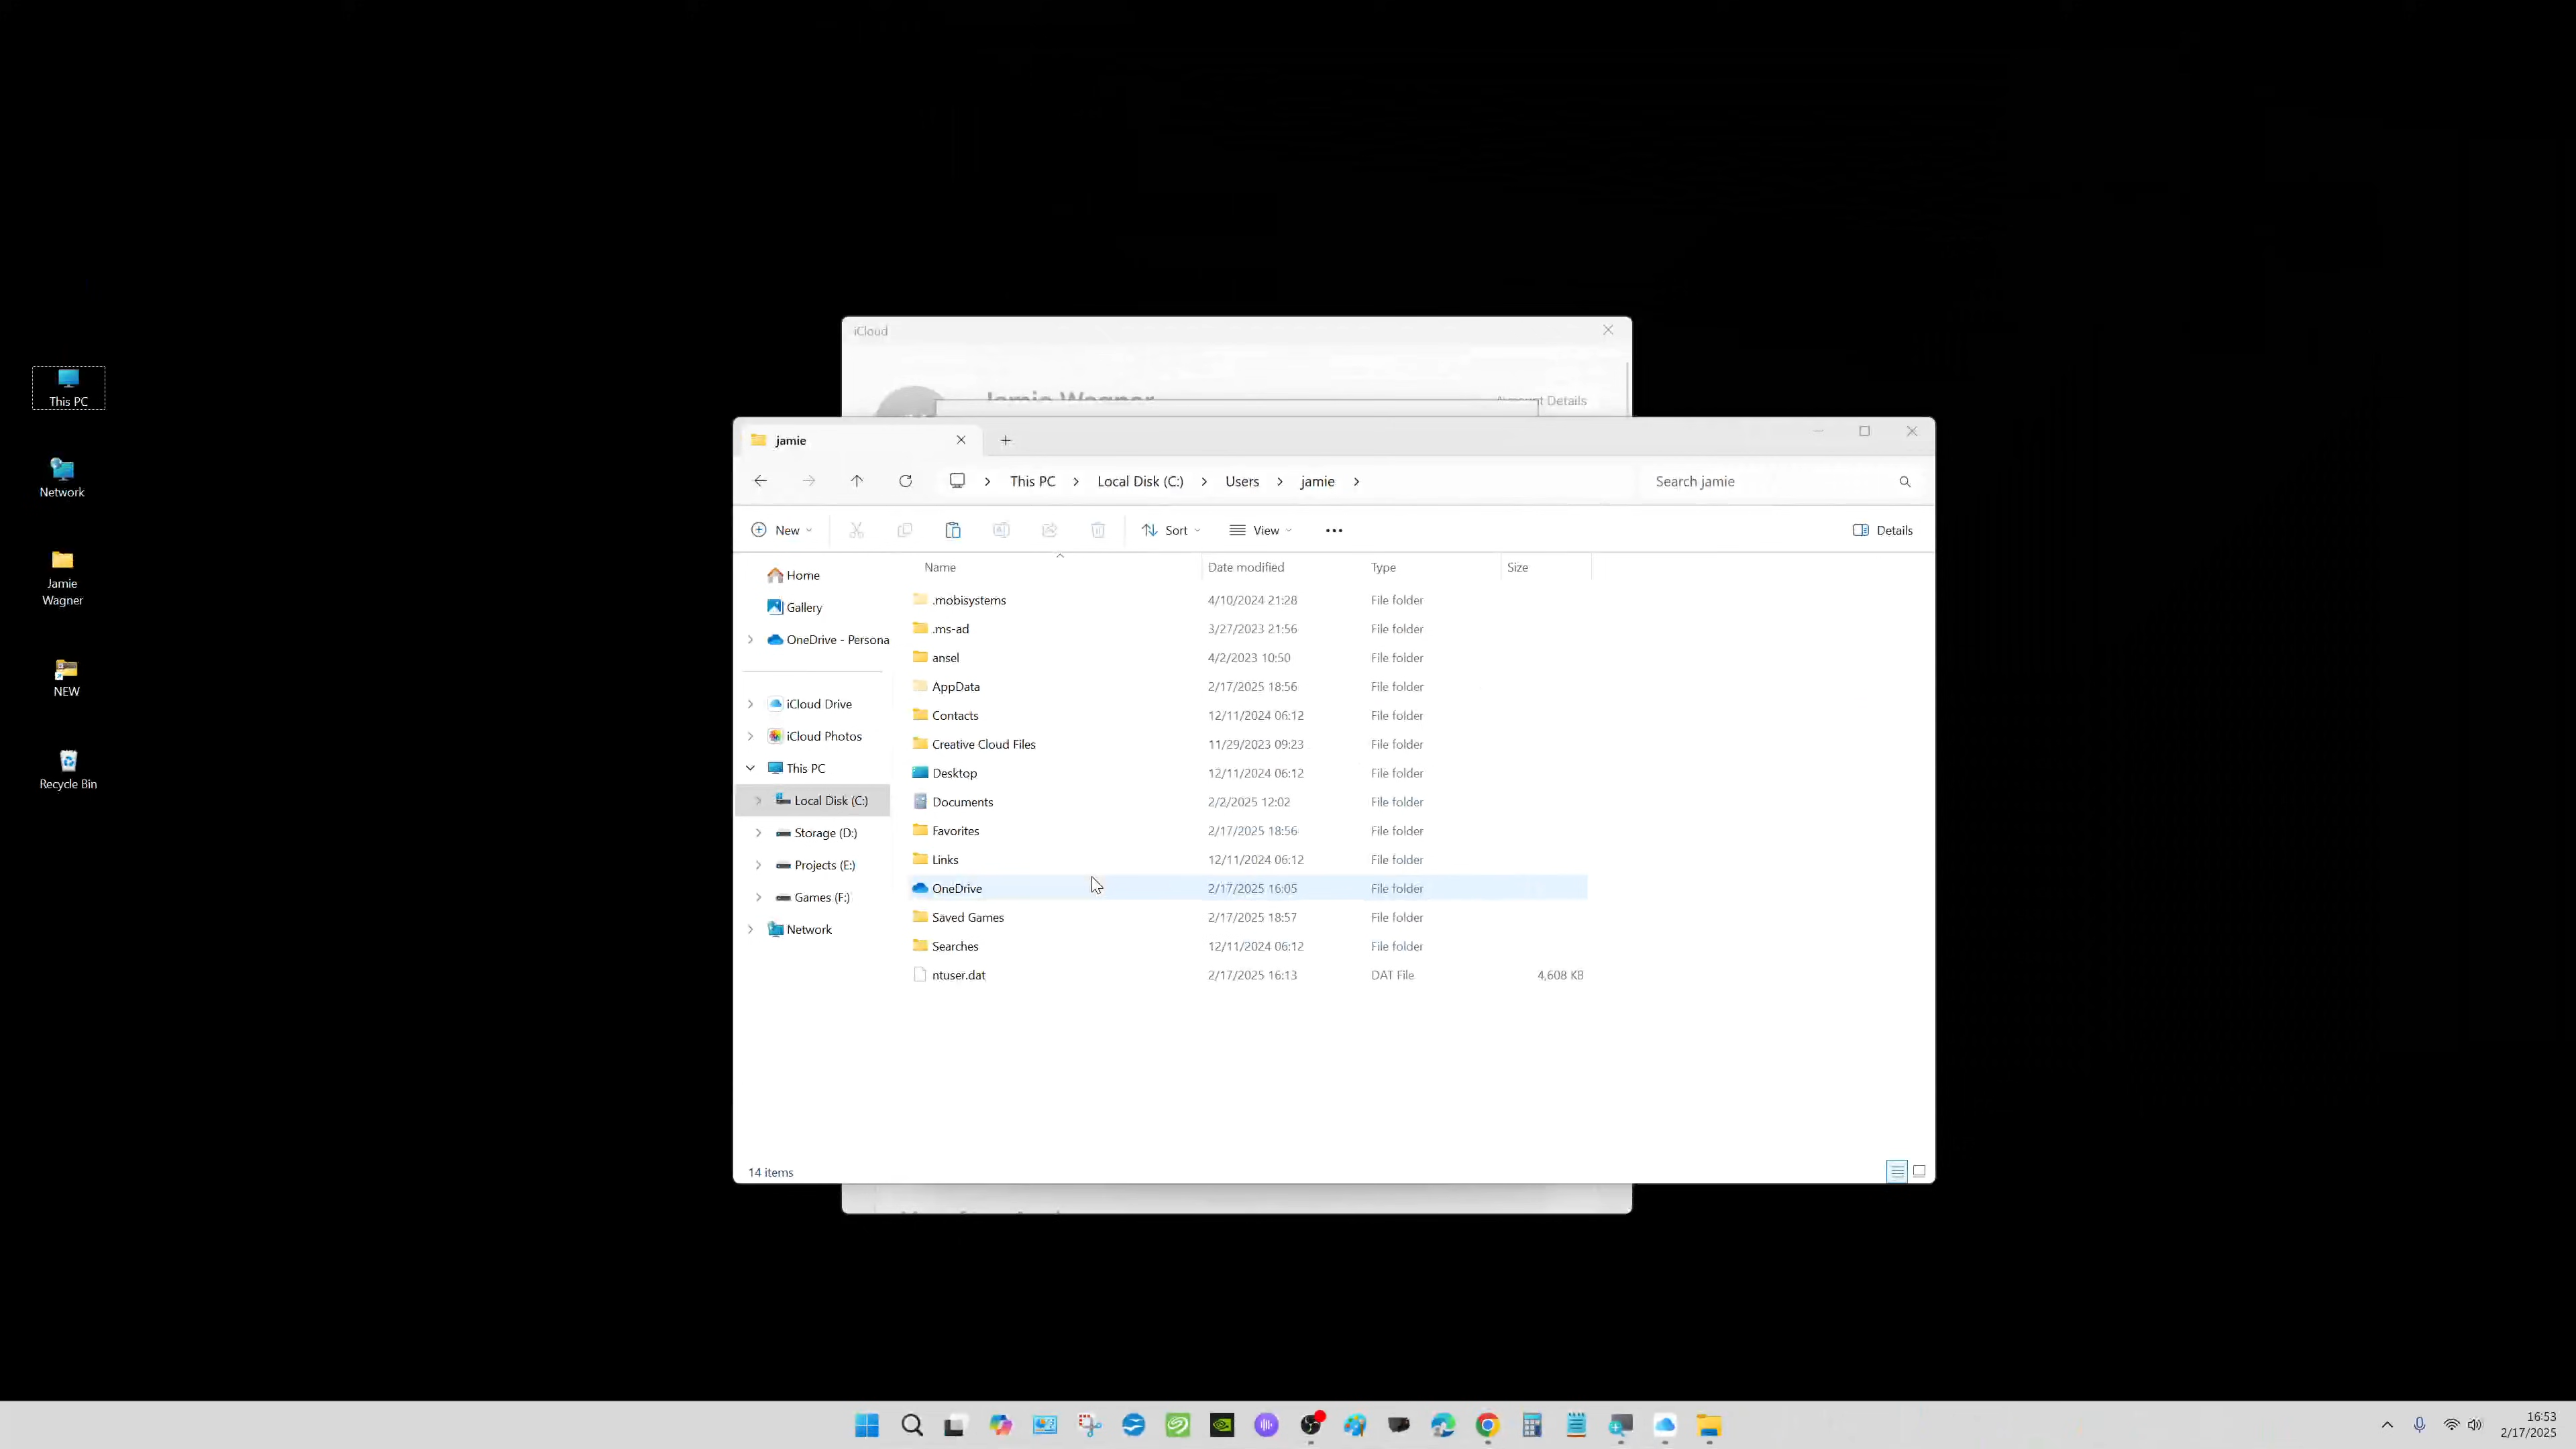 iCloud
Jamie Wagner
Details
This PC
Network
Jamie
Wagner
NEW
Recycle Bin
jamie
This PC
Local Disk (C:)
Users
jamie
Search jamie
New
Sort
View
Details
Home
Gallery
OneDrive - Persona
iCloud Drive
iCloud Photos
This PC
Local Disk (C:)
Storage (D:)
Projects (E:)
Games (F:)
Network
Name Date modified Type Size
.mobisystems 4/10/2024 21:28 File folder
.ms-ad 3/27/2023 21:56 File folder
ansel 4/2/2023 10:50 File folder
AppData 2/17/2025 18:56 File folder
Contacts 12/11/2024 06:12 File folder
Creative Cloud Files 11/29/2023 09:23 File folder
Desktop 12/11/2024 06:12 File folder
Documents 2/2/2025 12:02 File folder
Favorites 2/17/2025 18:56 File folder
Links 12/11/2024 06:12 File folder
OneDrive 2/17/2025 16:05 File folder
Saved Games 2/17/2025 18:57 File folder
Searches 12/11/2024 06:12 File folder
ntuser.dat 2/17/2025 16:13 DAT File 4,608 KB
14 items
16:53
2/17/2025